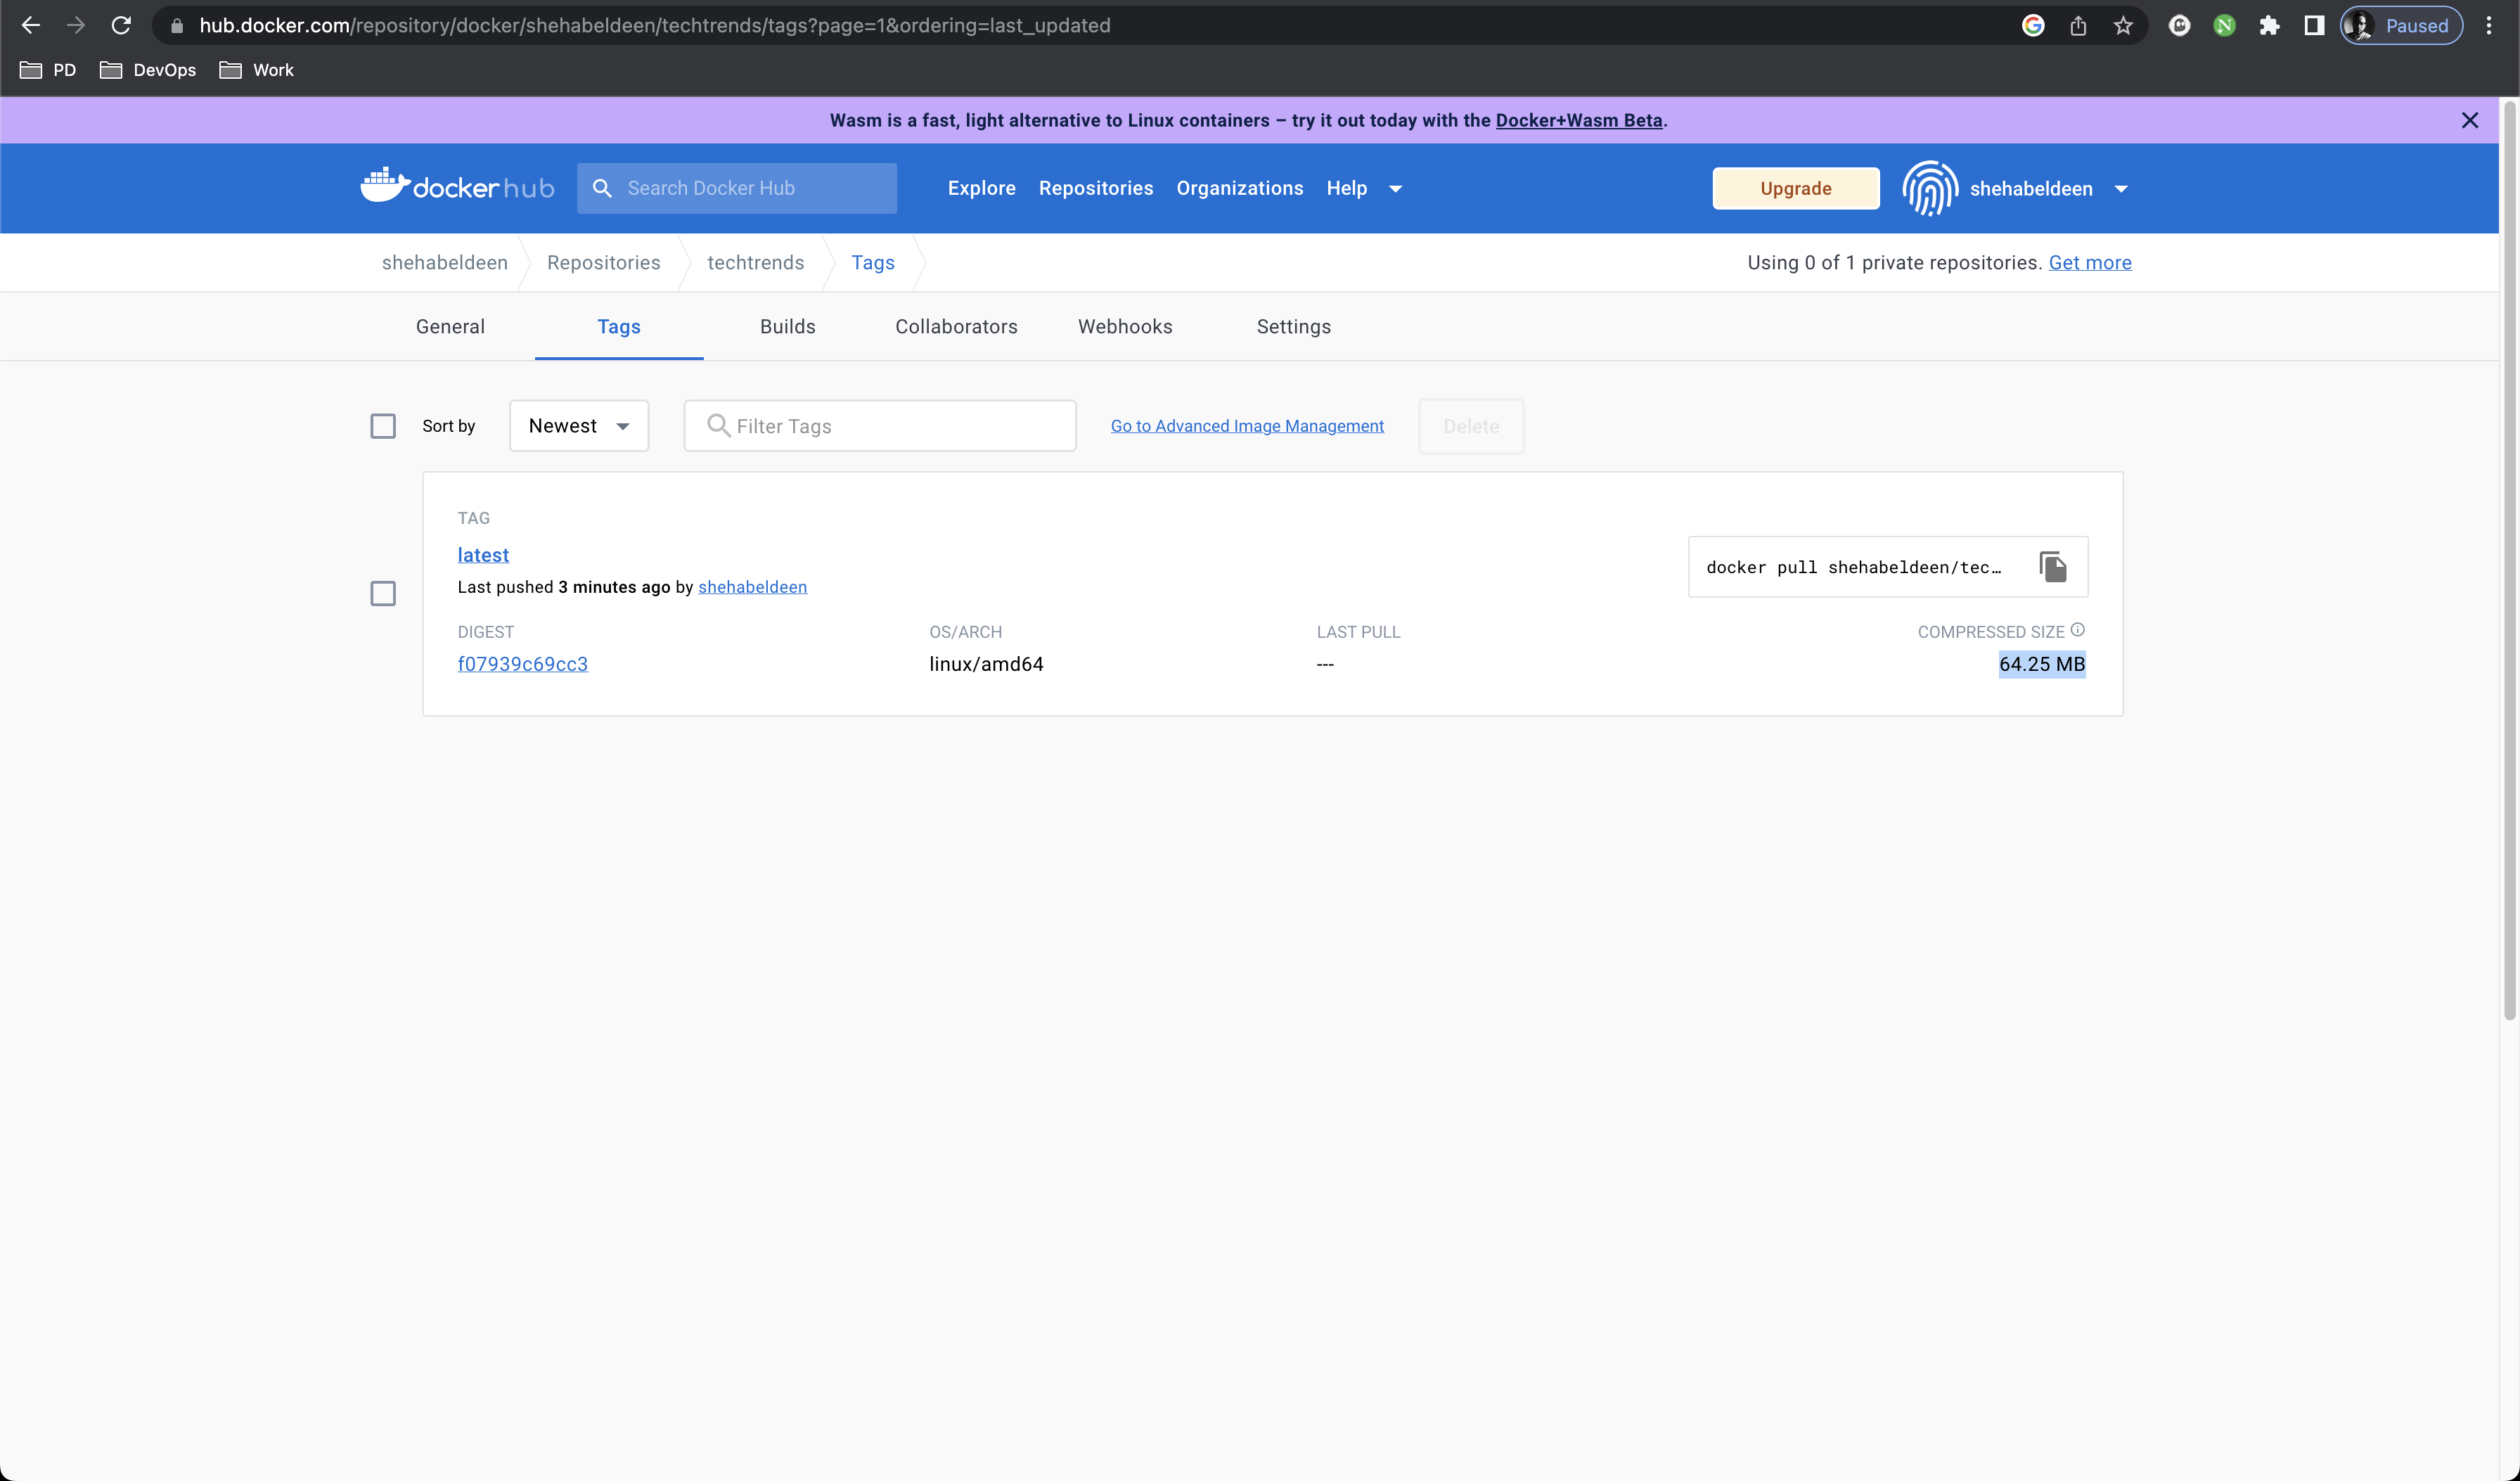 hub.docker.com/repository/docker/shehabeldeen/techtrends/tags?page=1&ordering=last_updated
Paused
PD DevOps Work
Wasm is a fast, light alternative to Linux containers – try it out today with the Docker+Wasm Beta.
docker hub
Search Docker Hub
Explore Repositories Organizations Help
Upgrade
shehabeldeen
shehabeldeen Repositories techtrends Tags
Using 0 of 1 private repositories. Get more
General Tags Builds Collaborators Webhooks Settings
Sort by Newest Filter Tags Go to Advanced Image Management Delete
TAG
latest
Last pushed 3 minutes ago by shehabeldeen
docker pull shehabeldeen/tec…
DIGEST OS/ARCH LAST PULL COMPRESSED SIZE
f07939c69cc3 linux/amd64 --- 64.25 MB